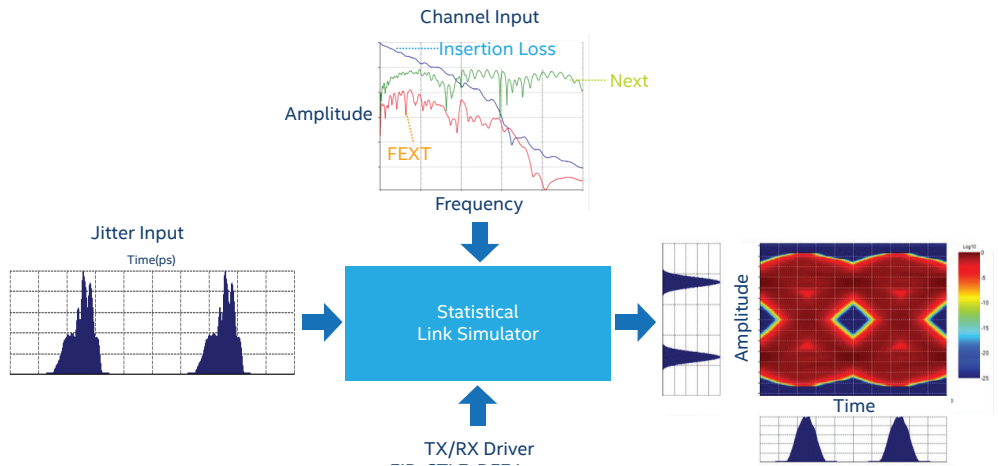 Channel Input
Insertion Loss
Next
Amplitude
FEXT
Frequency
Jitter Input
Time(ps)
Statistical
Link Simulator
Amplitude
Log10
0
-5
-10
-15
-20
-25
Time
TX/RX Driver